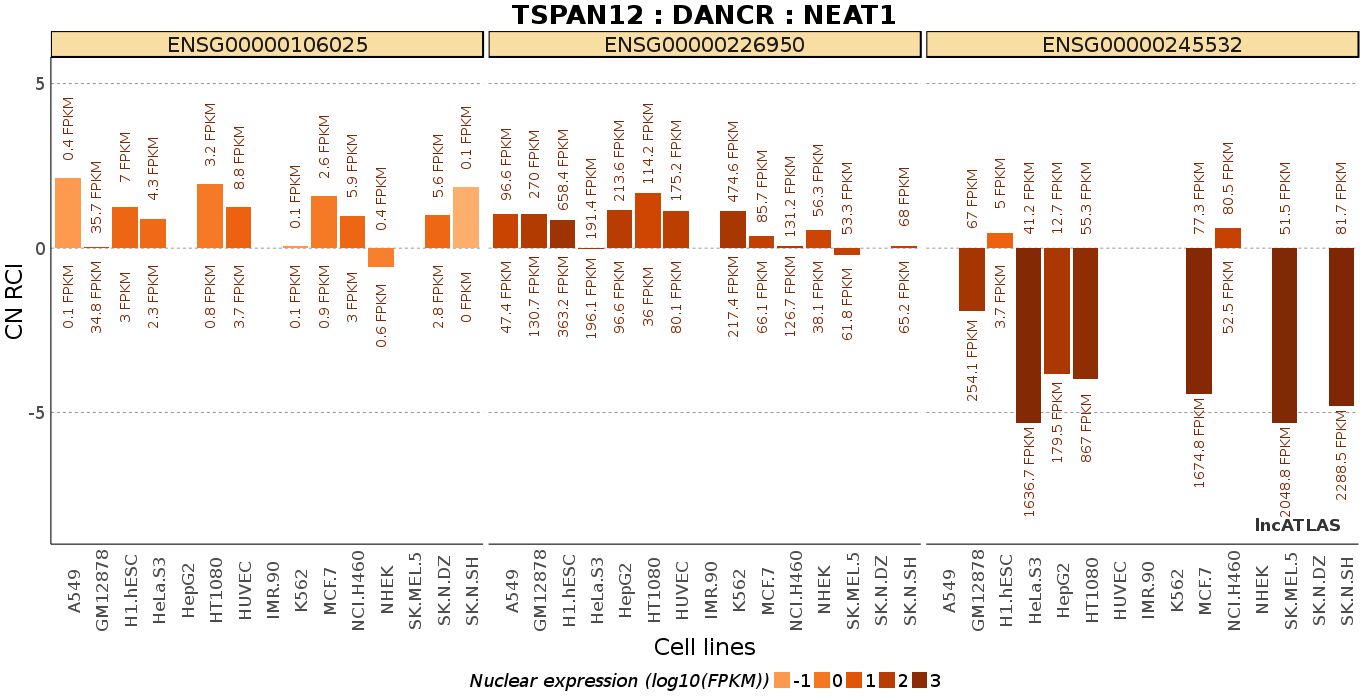 TSPAN12 : DANCR : NEAT1
ENSG00000106025
ENSG00000226950
ENSG00000245532
CN RCI
5
0
-5
0.4 FPKM
35.7 FPKM
7 FPKM
4.3 FPKM
3.2 FPKM
8.8 FPKM
0.1 FPKM
2.6 FPKM
5.9 FPKM
0.4 FPKM
5.6 FPKM
0.1 FPKM
0.1 FPKM
34.8 FPKM
3 FPKM
2.3 FPKM
0.8 FPKM
3.7 FPKM
0.1 FPKM
0.9 FPKM
3 FPKM
0.6 FPKM
2.8 FPKM
0 FPKM
96.6 FPKM
270 FPKM
658.4 FPKM
191.4 FPKM
213.6 FPKM
114.2 FPKM
175.2 FPKM
474.6 FPKM
85.7 FPKM
131.2 FPKM
56.3 FPKM
53.3 FPKM
68 FPKM
47.4 FPKM
130.7 FPKM
363.2 FPKM
196.1 FPKM
96.6 FPKM
36 FPKM
80.1 FPKM
217.4 FPKM
66.1 FPKM
126.7 FPKM
38.1 FPKM
61.8 FPKM
65.2 FPKM
67 FPKM
5 FPKM
41.2 FPKM
12.7 FPKM
55.3 FPKM
77.3 FPKM
80.5 FPKM
51.5 FPKM
81.7 FPKM
254.1 FPKM
3.7 FPKM
1636.7 FPKM
179.5 FPKM
867 FPKM
1674.8 FPKM
52.5 FPKM
2048.8 FPKM
2288.5 FPKM
lncATLAS
A549
GM12878
H1.hESC
HeLa.S3
HepG2
HT1080
HUVEC
IMR.90
K562
MCF.7
NCI.H460
NHEK
SK.MEL.5
SK.N.DZ
SK.N.SH
A549
GM12878
H1.hESC
HeLa.S3
HepG2
HT1080
HUVEC
IMR.90
K562
MCF.7
NCI.H460
NHEK
SK.MEL.5
SK.N.DZ
SK.N.SH
A549
GM12878
H1.hESC
HeLa.S3
HepG2
HT1080
HUVEC
IMR.90
K562
MCF.7
NCI.H460
NHEK
SK.MEL.5
SK.N.DZ
SK.N.SH
Cell lines
Nuclear expression (log10(FPKM)) -1 0 1 2 3